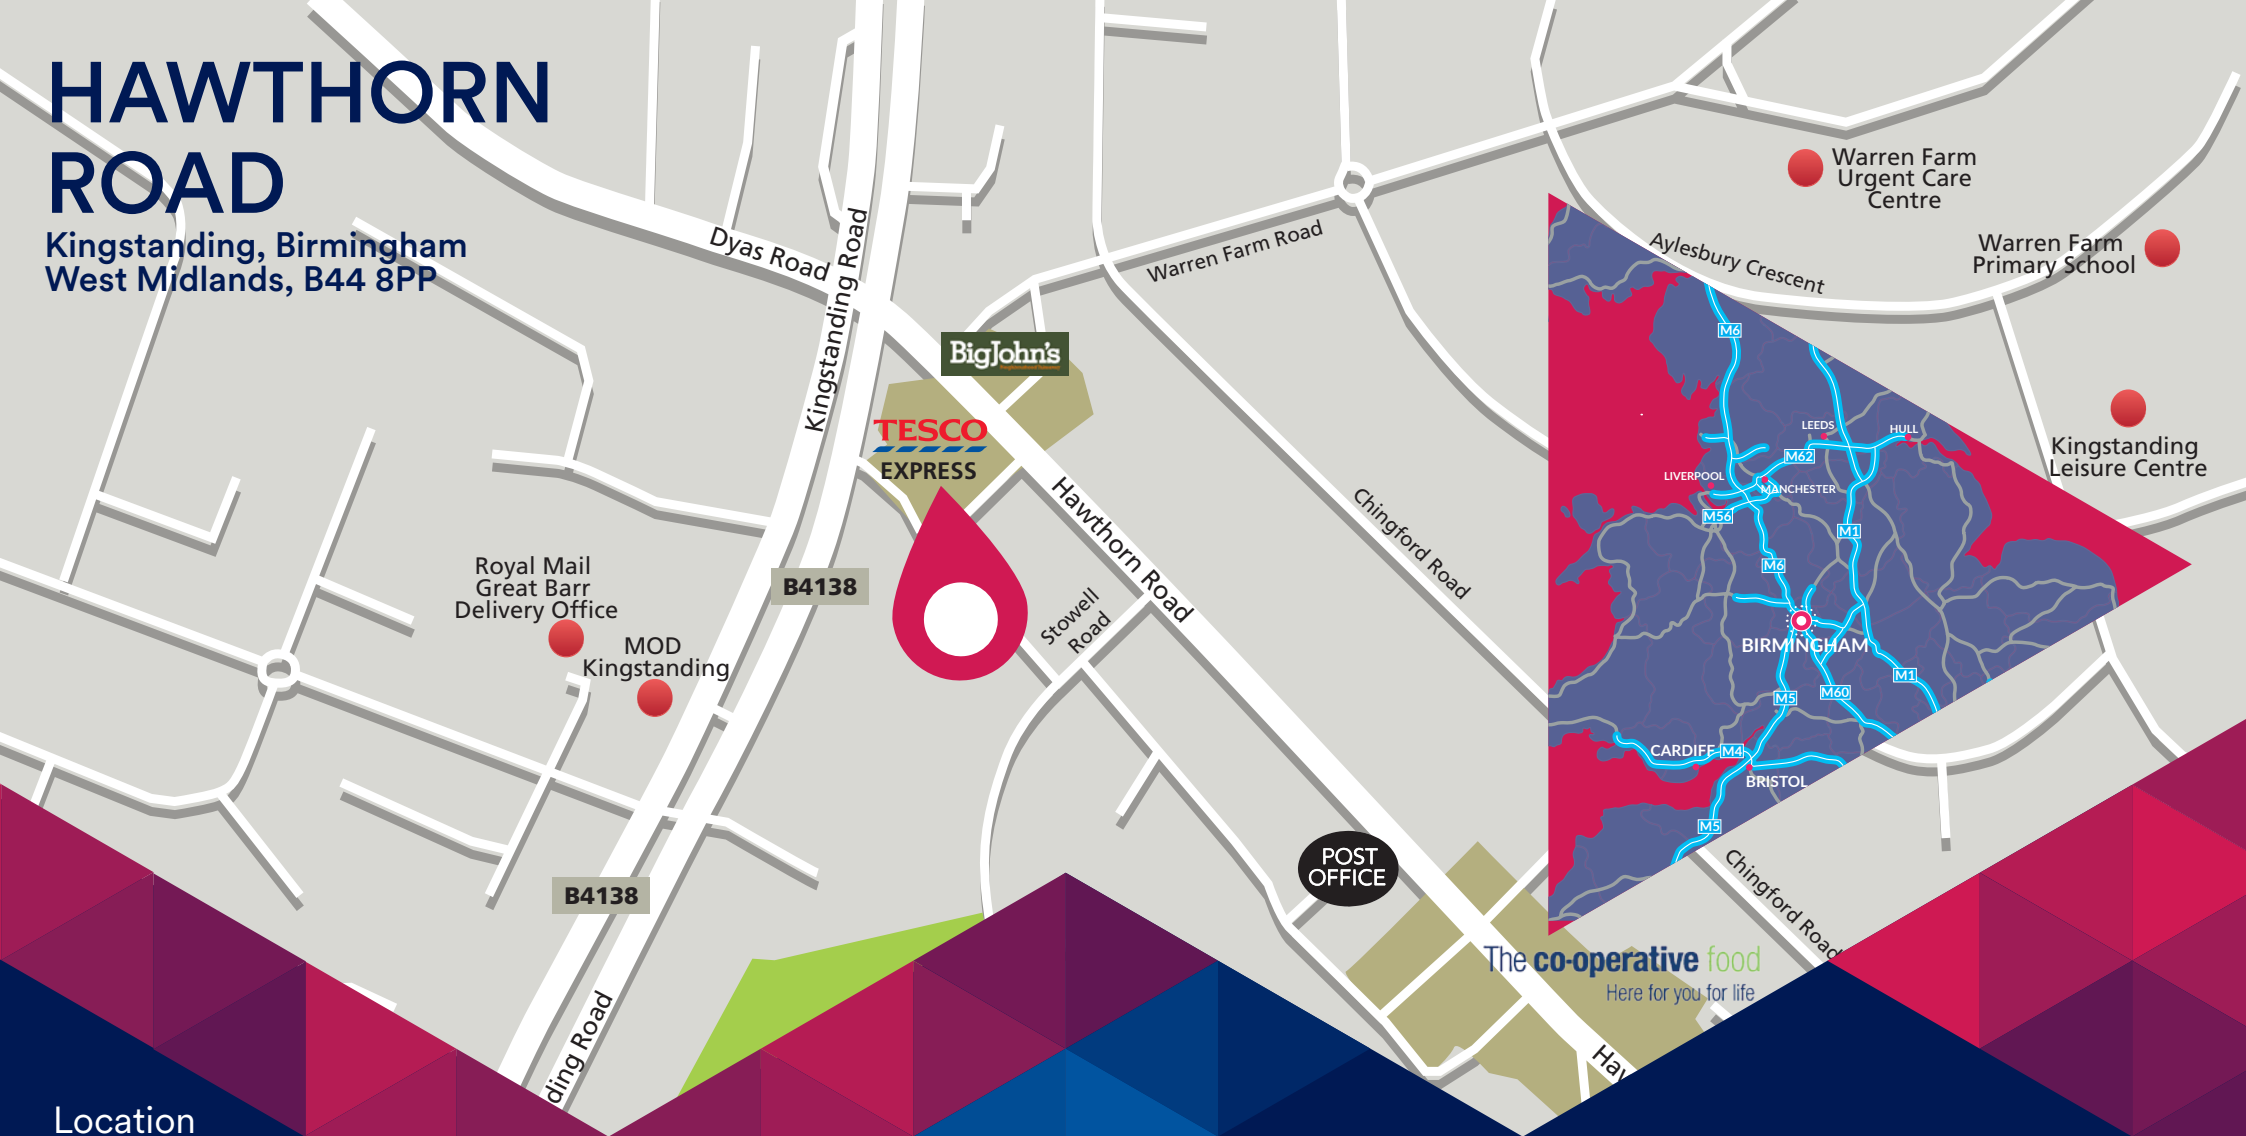 HAWTHORN
ROAD
Kingstanding, Birmingham
West Midlands, B44 8PP
Dyas Road
Kingstanding Road
Warren Farm Road
BigJohn's
TESCO
EXPRESS
Hawthorn Road
Stowell
Road
Chingford Road
Aylesbury Crescent
Warren Farm
Urgent Care
Centre
Warren Farm
Primary School
Kingstanding
Leisure Centre
Royal Mail
Great Barr
Delivery Office
MOD
Kingstanding
B4138
B4138
ding Road
POST
OFFICE
The co-operative food
Here for you for life
Haw
Chingford Road
M6
LEEDS
HULL
M62
LIVERPOOL
MANCHESTER
M56
M1
M6
BIRMINGHAM
M1
M5
M60
CARDIFF
M4
BRISTOL
M5
Location